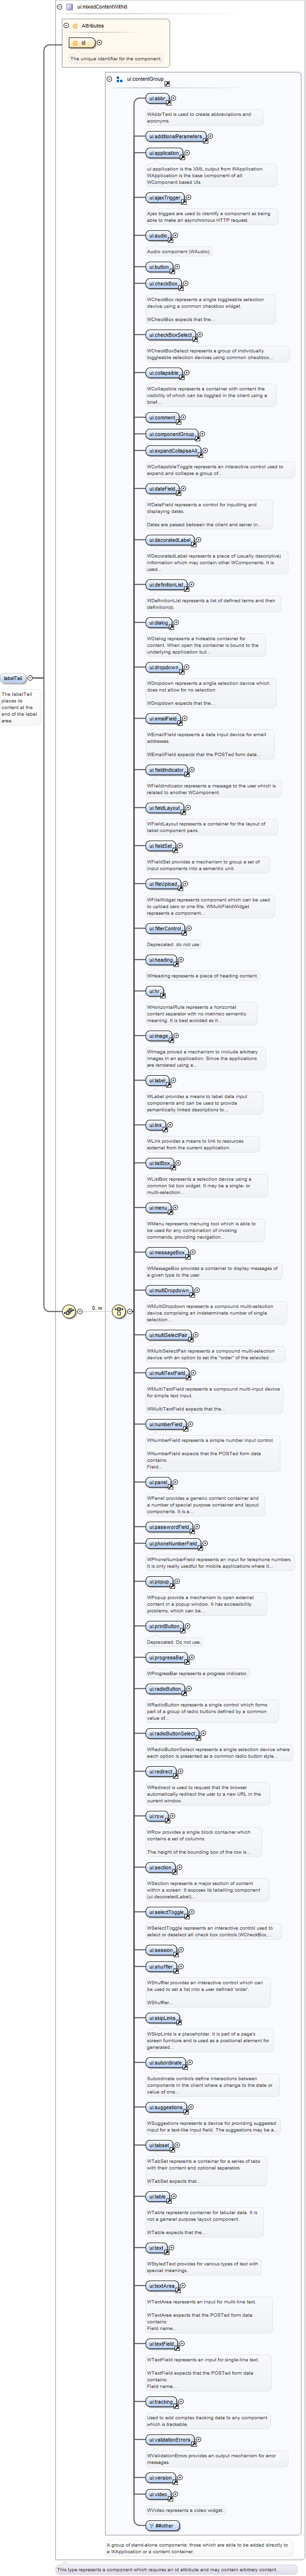 ui:mixedContentWithId
Attributes
id
The unique identifier for the component.
ui:contentGroup
ui:abbr
WAbbrText is used to create abbreviations and
acronyms.
ui:additionalParameters
ui:application
ui:application is the XML output from WApplication.
WApplication is the base component of all
WComponent based UIs.
ui:ajaxTrigger
Ajax triggers are used to identify a component as being
able to make an asynchronous HTTP request.
ui:audio
Audio component (WAudio).
ui:button
ui:checkBox
WCheckBox represents a single toggleable selection
device using a common checkbox widget.
WCheckBox expects that the...
ui:checkBoxSelect
WCheckBoxSelect represents a group of individually
toggleable selection devices using common checkbox...
ui:collapsible
WCollapsible represents a container with content the
visibility of which can be toggled in the client using a
brief...
ui:comment
ui:componentGroup
ui:expandCollapseAll
WCollapsibleToggle represents an interactive control used to
expand and collapse a group of...
ui:dateField
WDateField represents a control for inputting and
displaying dates.
Dates are passed between the client and server in...
ui:decoratedLabel
WDecoratedLabel represents a piece of (usually descriptive)
information which may contain other WComponents. It is
used...
ui:definitionList
WDefinitionList represents a list of defined terms and their
definition(s).
ui:dialog
WDialog represents a hideable container for
content. When open the container is bound to the
underlying application but...
ui:dropdown
WDropdown represents a single selection device which
does not allow for no selection.
WDropdown expects that the...
ui:emailField
WEmailField represents a data input device for email
addresses.
WEmailField expects that the POSTed form data...
ui:fieldIndicator
WFieldIndicator represents a message to the user which is
related to another WComponent.
ui:fieldLayout
WFieldLayout represents a container for the layout of
label:component pairs.
ui:fieldSet
WFieldSet provides a mechanism to group a set of
input components into a semantic unit.
ui:fileUpload
WFileWidget represents component which can be used
to upload zero or one file; WMultiFileWidget
represents a component...
ui:filterControl
Deprecated: do not use.
ui:heading
WHeading represents a piece of heading content.
ui:hr
WHorizontalRule represents a horizontal
content separator with no instrinsic semantic
meaning. It is best avoided as it...
ui:image
WImage proved a mechanism to include arbitrary
images in an application. Since the applications
are rendered using a...
ui:label
WLabel provides a means to label data input
components and can be used to provide
semantically linked descriptions to...
ui:link
WLink provides a means to link to resources
external from the current application.
ui:listBox
WListBox represents a selection device using a
common list box widget. It may be a single- or
multi-selection...
ui:menu
WMenu represents menuing tool which is able to
be used for any combination of invoking
commands, providing navigation...
ui:messageBox
WMessageBox provides a container to display messages of
a given type to the user.
labelTail
The labelTail
places its
content at the
end of the label
area.
0..∞
ui:multiDropdown
WMultiDropdown represents a compound multi-selection
device comprising an indeterminate number of single
selection...
ui:multiSelectPair
WMultiSelectPair represents a compound multi-selection
device with an option to set the "order" of the selected...
ui:multiTextField
WMultiTextField represents a compound multi-input device
for simple text input.
WMultiTextField expects that the...
ui:numberField
WNumberField represents a simple number input control.
WNumberField expects that the POSTed form data
contains:
Field...
ui:panel
WPanel provides a generic content container and
a number of special purpose container and layout
components. It is a...
ui:passwordField
ui:phoneNumberField
WPhoneNumberField represents an input for telephone numbers.
It is only usedful for mobile applications where it...
ui:popup
WPopup provide a mechanism to open external
content in a popup window. It has accessibility
problems, which can be...
ui:printButton
Deprecated. Do not use.
ui:progressBar
WProgressBar represents a progress indicator.
ui:radioButton
WRadioButton represents a single control which forms
part of a group of radio buttons defined by a common
value of...
ui:radioButtonSelect
WRadioButtonSelect represents a single selection device where
each option is presented as a common radio button style...
ui:redirect
WRedirect is used to request that the browser
automatically redirect the user to a new URL in the
current window.
ui:row
WRow provides a single block container which
contains a set of columns.
The height of the bounding box of the row is...
ui:section
WSection represents a major section of content
within a screen. It exposes its labelling component
(ui:decoratedLabel)...
ui:selectToggle
WSelectToggle represents an interactive control used to
select or deselect all check box controls (WCheckBox,...
ui:session
ui:shuffler
WShuffler provides an interactive control which can
be used to set a list into a user defined 'order'.
WShuffler...
ui:skipLinks
WSkipLinks is a placeholder. It is part of a page's
screen furniture and is used as a positional element for
generated...
ui:subordinate
Subordinate controls define interactions between
components in the client where a change to the state or
value of one...
ui:suggestions
WSuggestions represents a device for providing suggested
input for a text-like input field. The suggestions may be a...
ui:tabset
WTabSet represents a container for a series of tabs
with their content and optional separators.
WTabSet expects that...
ui:table
WTable represents container for tabular data. It is
not a general purpose layout component.
WTable expects that the...
ui:text
WStyledText provides for various types of text with
special meanings.
ui:textArea
WTextArea represents an input for multi-line text.
WTextArea expects that the POSTed form data
contains:
Field name...
ui:textField
WTextField represents an input for single-line text.
WTextField expects that the POSTed form data
contains:
Field name...
ui:tracking
Used to add complex tracking data to any component
which is trackable.
ui:validationErrors
WValidationErrors provides an output mechanism for error
messages.
ui:version
ui:video
WVideo represents a video widget.
##other
A group of stand-alone components: those which are able to be added directly to
a WApplication or a content container.
This type represents a component which requires an id attribute and may contain arbitrary content.